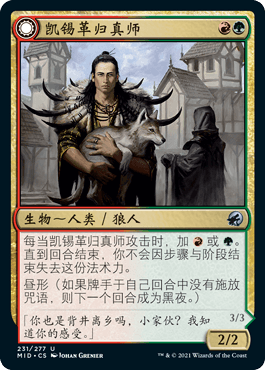 凯锡革归真师
生物～人类／狼人
每当凯锡革归真师攻击时，加或。
直到回合结束，你不会因步骤与阶段结束失去这份法术力。
昼形（如果牌手于自己回合中没有施放咒语，则下一个回合成为黑夜。）
3/3
「你也是背井离乡吗，小家伙？我知道你的感受。」
2/2
231/277 U
MID • CS JOHAN GRENIER
™ & © 2021 Wizards of the Coast